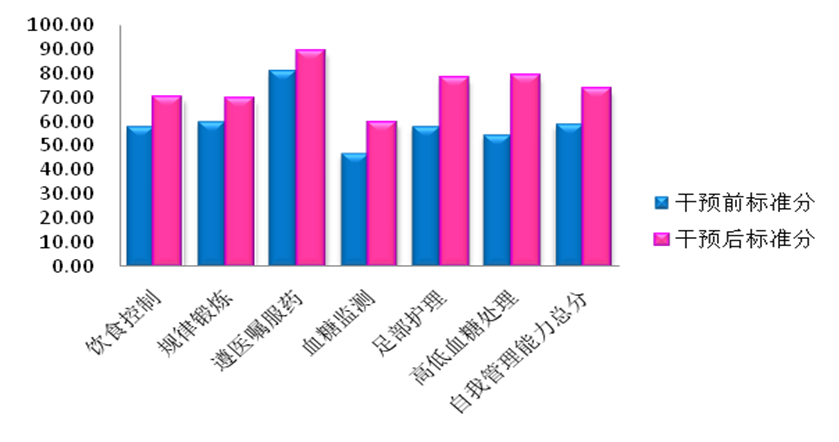 100.00
90.00
80.00
70.00
60.00
50.00
40.00
30.00
20.00
10.00
0.00
饮食控制
规律锻炼
遵医嘱服药
血糖监测
足部护理
高低血糖处理
自我管理能力总分
干预前标准分
干预后标准分